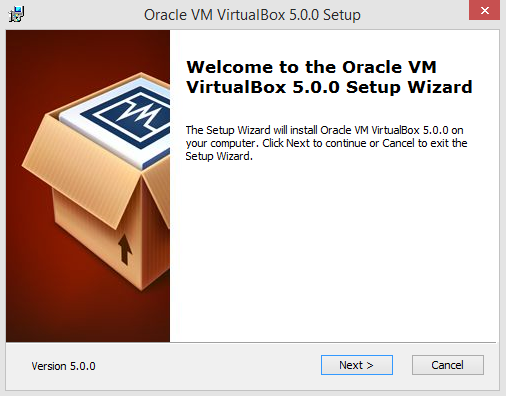 Oracle VM VirtualBox 5.0.0 Setup
Welcome to the Oracle VM
VirtualBox 5.0.0 Setup Wizard
The Setup Wizard will install Oracle VM VirtualBox 5.0.0 on
your computer. Click Next to continue or Cancel to exit the
Setup Wizard.
Version 5.0.0
Next >
Cancel